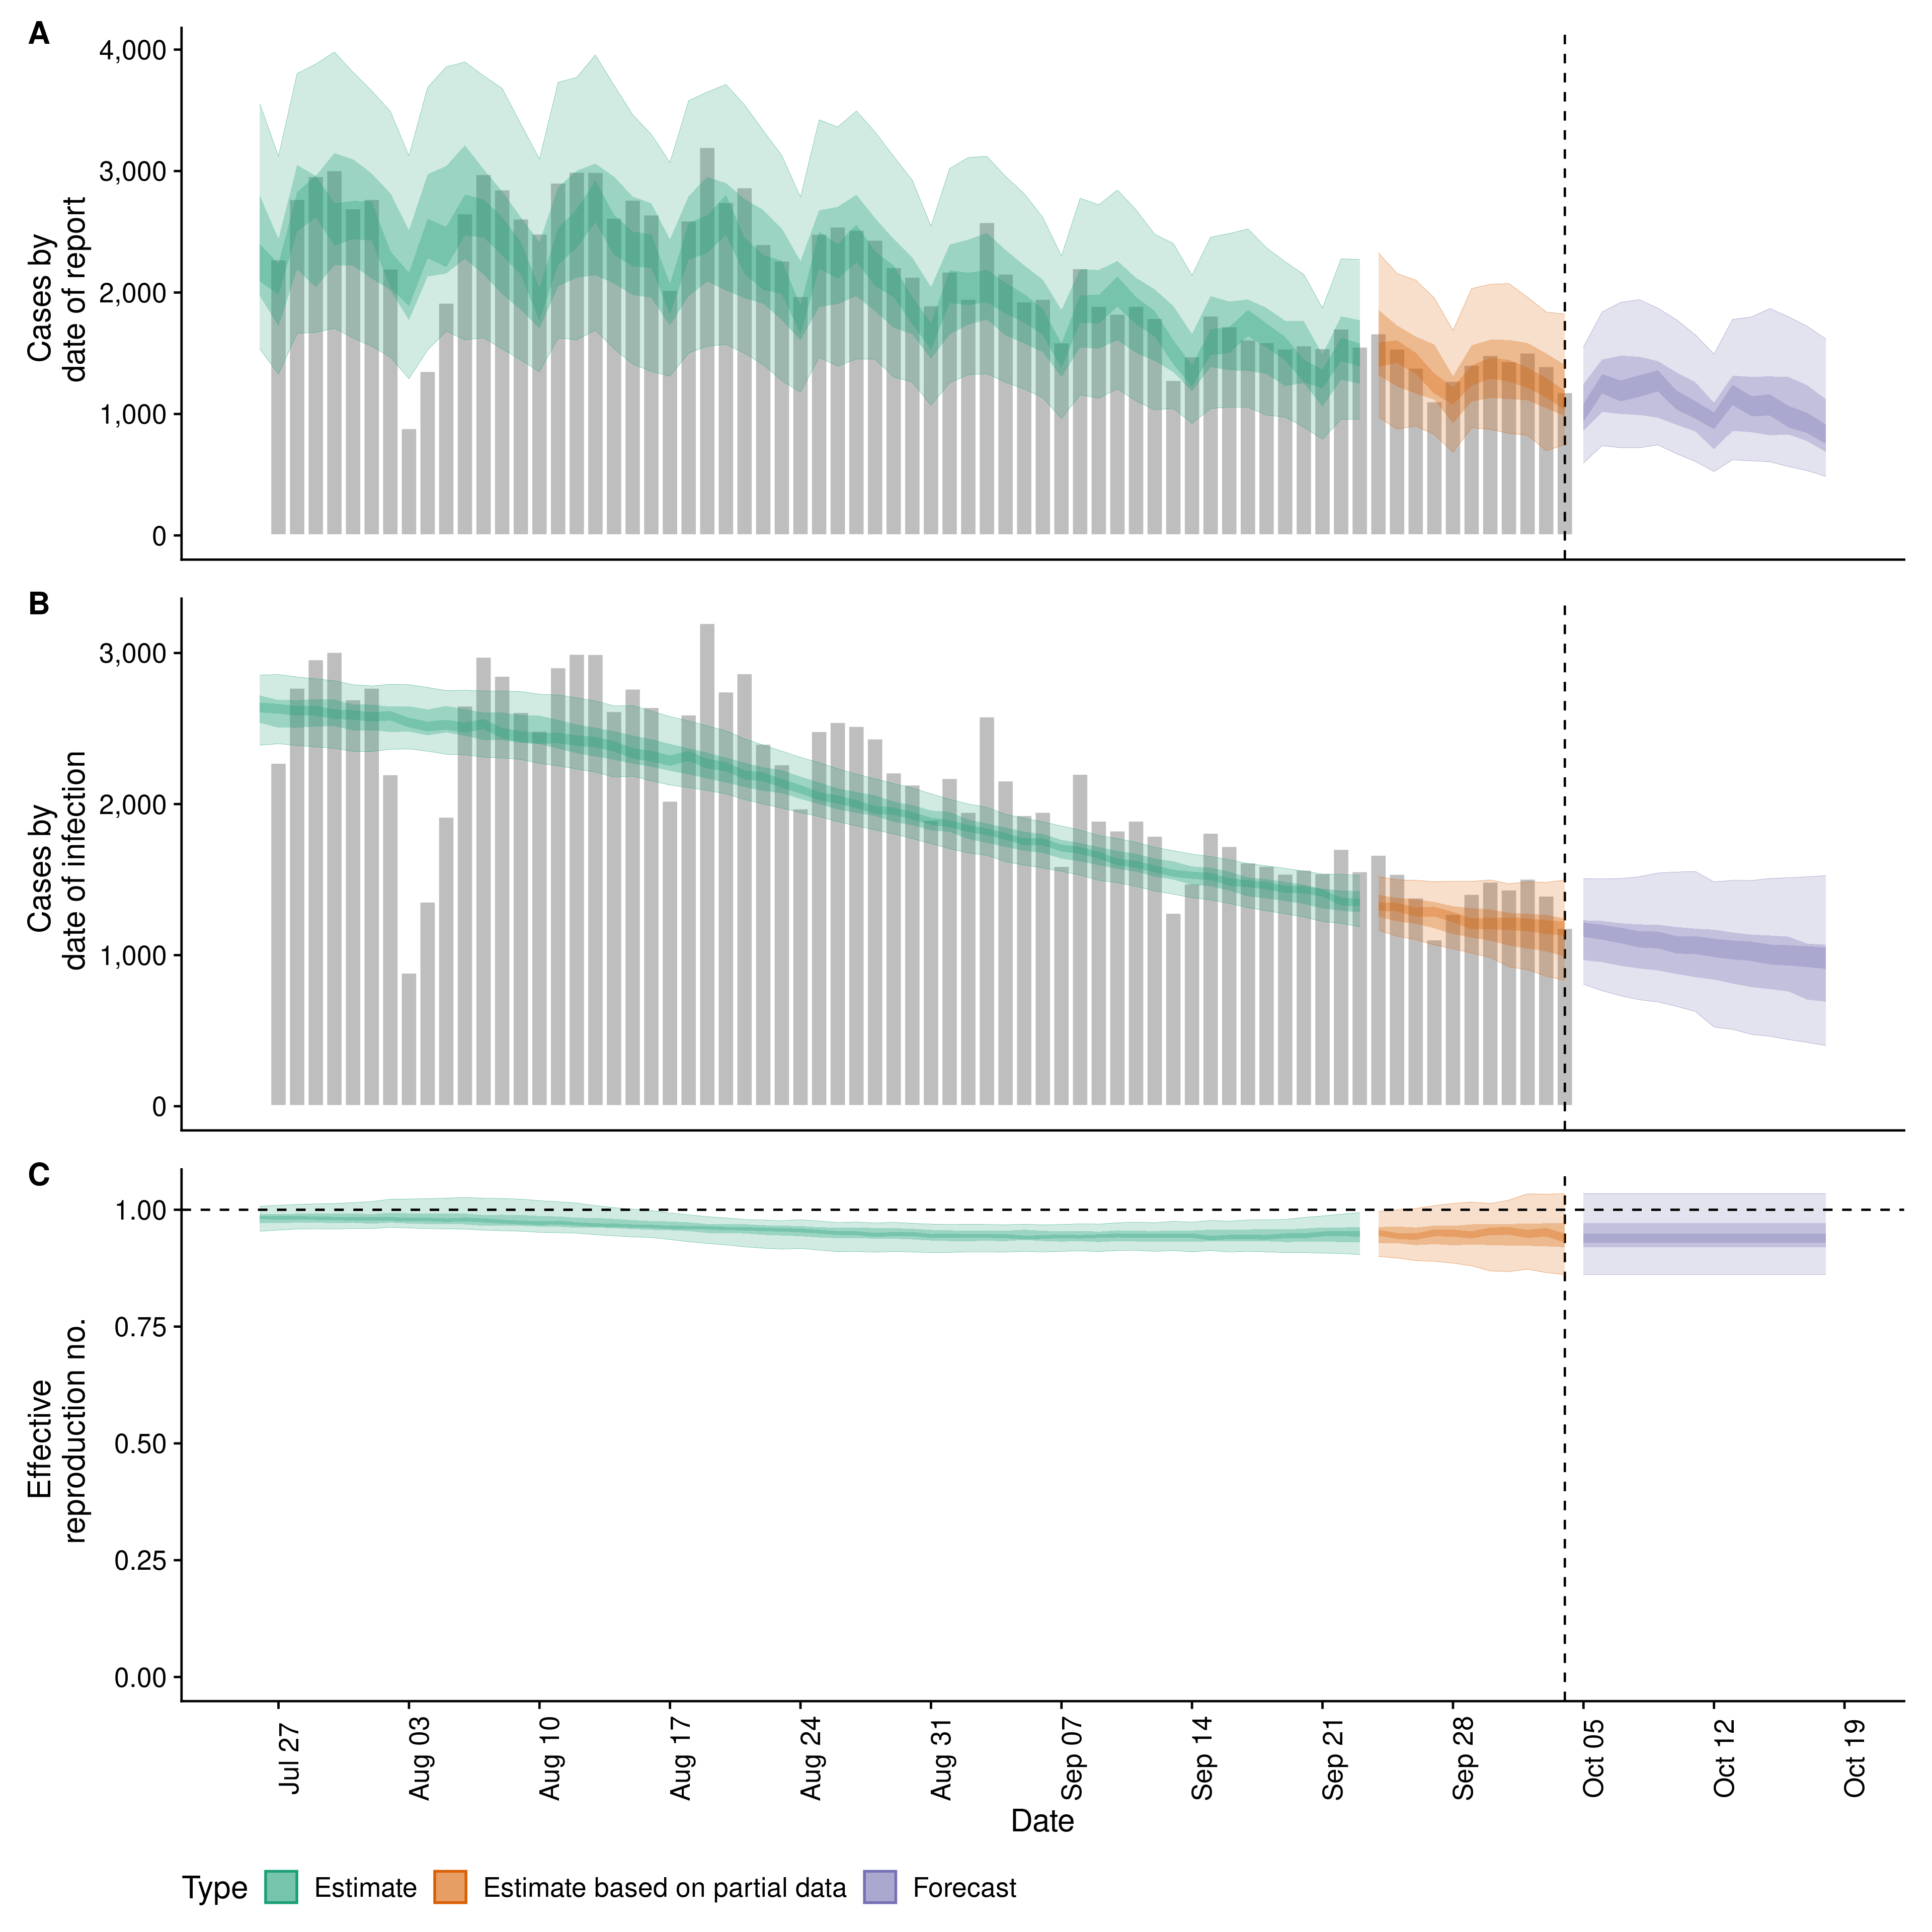 A
4,000
3,000
2,000
1,000
0
Cases by
date of report
B
3,000
2,000
1,000
0
Cases by
date of infection
C
1.00
0.75
0.50
0.25
0.00
Effective
reproduction no.
Jul 27
Aug 03
Aug 10
Aug 17
Aug 24
Aug 31
Sep 07
Sep 14
Sep 21
Sep 28
Oct 05
Oct 12
Oct 19
Date
Type Estimate Estimate based on partial data Forecast